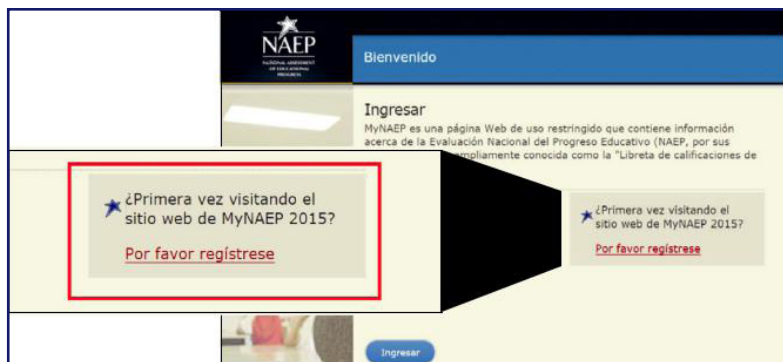 NAEP
NATIONAL ASSESSMENT
OF EDUCATIONAL
PROGRESS
Bienvenido
Ingresar
MyNAEP es una página Web de uso restringido que contiene información
acerca de la Evaluación Nacional del Progreso Educativo (NAEP, por sus
ampliamente conocida como la "Libreta de calificaciones de
¿Primera vez visitando el
sitio web de MyNAEP 2015?
Por favor regístrese
¿Primera vez visitando el
sitio web de MyNAEP 2015?
Por favor regístrese
Ingresar